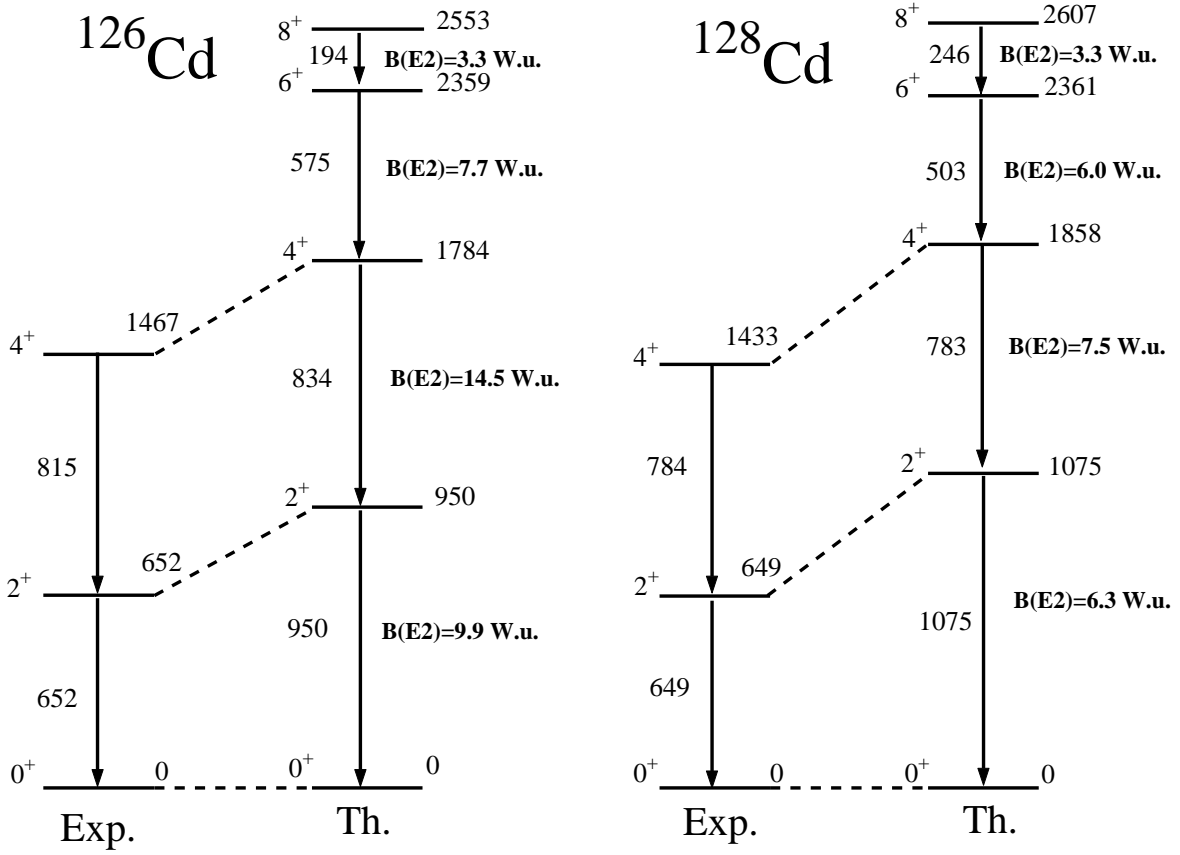 ¹²⁶Cd
8⁺ 2553
194 B(E2)=3.3 W.u.
6⁺ 2359
575 B(E2)=7.7 W.u.
4⁺ 1784
1467
4⁺
834 B(E2)=14.5 W.u.
815
2⁺ 950
652
2⁺
950 B(E2)=9.9 W.u.
652
0⁺ 0 0⁺ 0
Exp. Th.
¹²⁸Cd
8⁺ 2607
246 B(E2)=3.3 W.u.
6⁺ 2361
503 B(E2)=6.0 W.u.
4⁺ 1858
1433
4⁺
783 B(E2)=7.5 W.u.
784
2⁺ 1075
649
2⁺
B(E2)=6.3 W.u.
1075
649
0⁺ 0 0⁺ 0
Exp. Th.